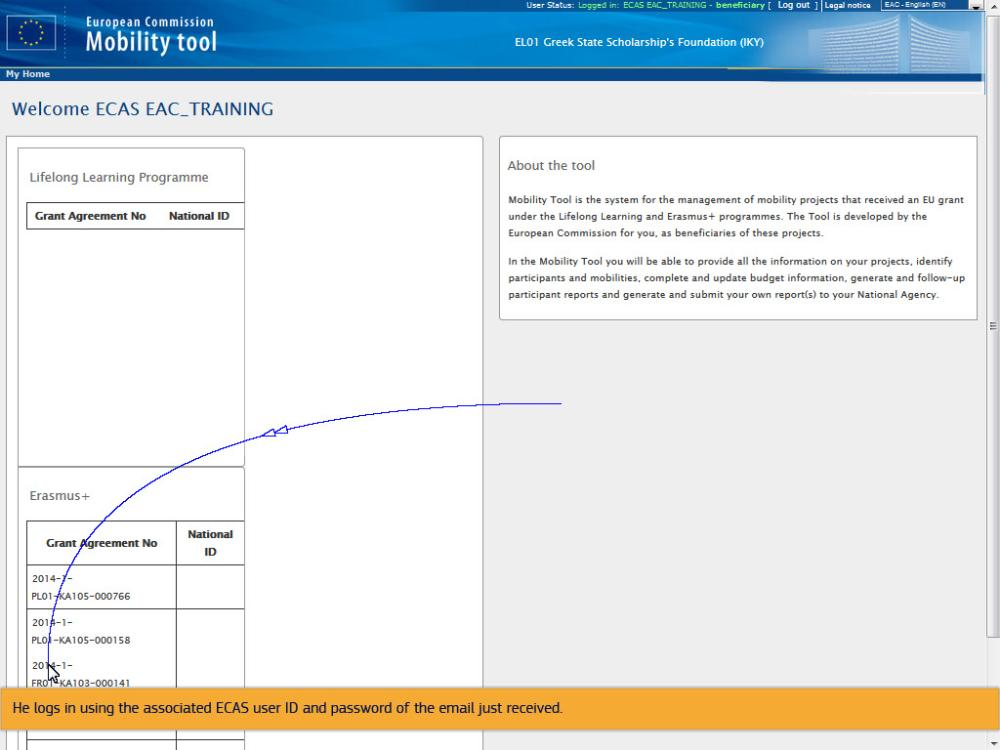 User Status: Logged in: ECAS EAC_TRAINING - beneficiary [ Log out ] Legal notice EAC - English (EN)
European Commission
Mobility tool
EL01 Greek State Scholarship's Foundation (IKY)
My Home
Welcome ECAS EAC_TRAINING
Lifelong Learning Programme
Grant Agreement No National ID
About the tool
Mobility Tool is the system for the management of mobility projects that received an EU grant
under the Lifelong Learning and Erasmus+ programmes. The Tool is developed by the
European Commission for you, as beneficiaries of these projects.
In the Mobility Tool you will be able to provide all the information on your projects, identify
participants and mobilities, complete and update budget information, generate and follow-up
participant reports and generate and submit your own report(s) to your National Agency.
Erasmus+
Grant Agreement No
National
ID
2014-1-
PL01-KA105-000766
2014-1-
PL01-KA105-000158
2014-1-
FR01-KA103-000141
He logs in using the associated ECAS user ID and password of the email just received.